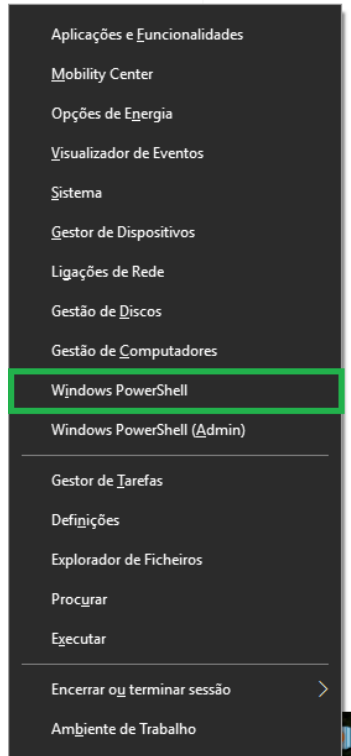 Aplicações e Funcionalidades
Mobility Center
Opções de Energia
Visualizador de Eventos
Sistema
Gestor de Dispositivos
Ligações de Rede
Gestão de Discos
Gestão de Computadores
Windows PowerShell
Windows PowerShell (Admin)
Gestor de Tarefas
Definições
Explorador de Ficheiros
Procurar
Executar
Encerrar ou terminar sessão
Ambiente de Trabalho